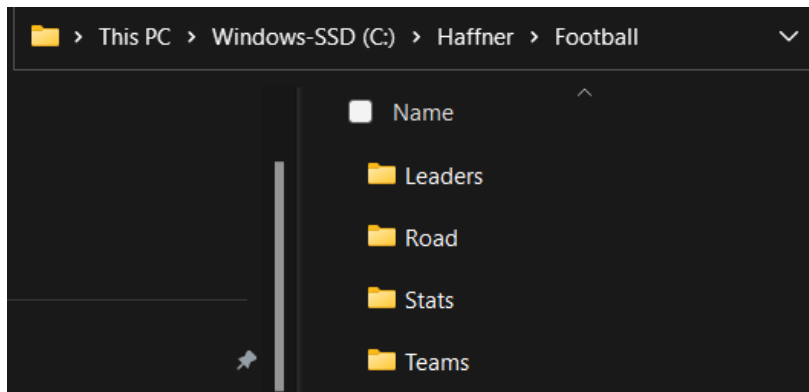 This PC > Windows-SSD (C:) > Haffner > Football
Name
Leaders
Road
Stats
Teams